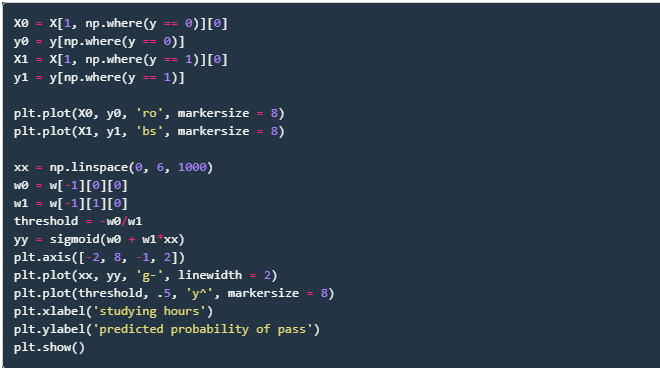 X0 = X[1, np.where(y == 0)][0]
y0 = y[np.where(y == 0)]
X1 = X[1, np.where(y == 1)][0]
y1 = y[np.where(y == 1)]
plt.plot(X0, y0, 'ro', markersize = 8)
plt.plot(X1, y1, 'bs', markersize = 8)
xx = np.linspace(0, 6, 1000)
w0 = w[-1][0][0]
w1 = w[-1][1][0]
threshold = -w0/w1
yy = sigmoid(w0 + w1*xx)
plt.axis([-2, 8, -1, 2])
plt.plot(xx, yy, 'g-', linewidth = 2)
plt.plot(threshold, .5, 'y^', markersize = 8)
plt.xlabel('studying hours')
plt.ylabel('predicted probability of pass')
plt.show()